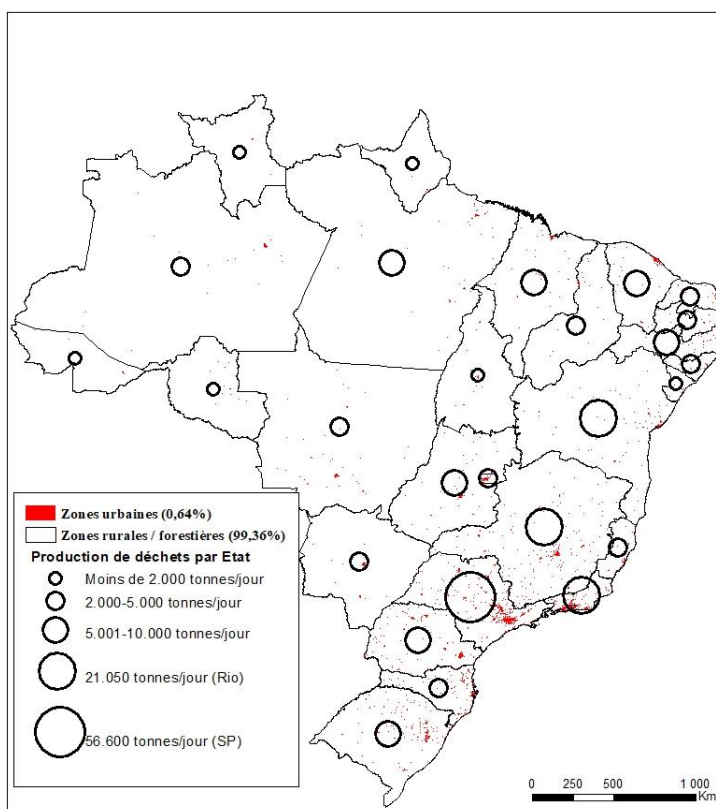 Zones urbaines (0,64%)
Zones rurales / forestières (99,36%)
Production de déchets par Etat
Moins de 2.000 tonnes/jour
2.000-5.000 tonnes/jour
5.001-10.000 tonnes/jour
21.050 tonnes/jour (Rio)
56.600 tonnes/jour (SP)
0 250 500 1 000
Km